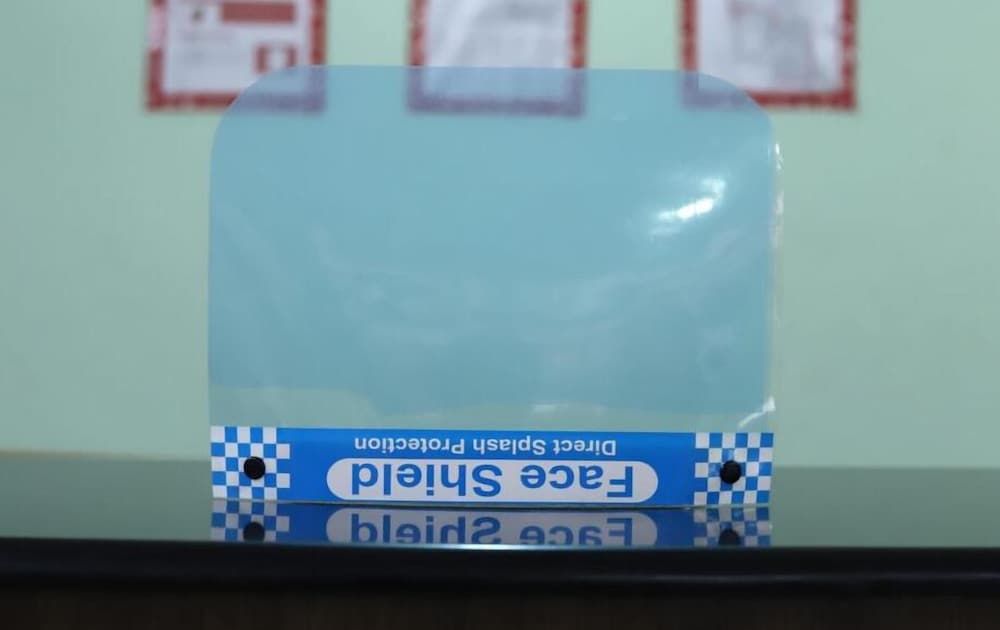 Face Shield
Direct Splash Protection